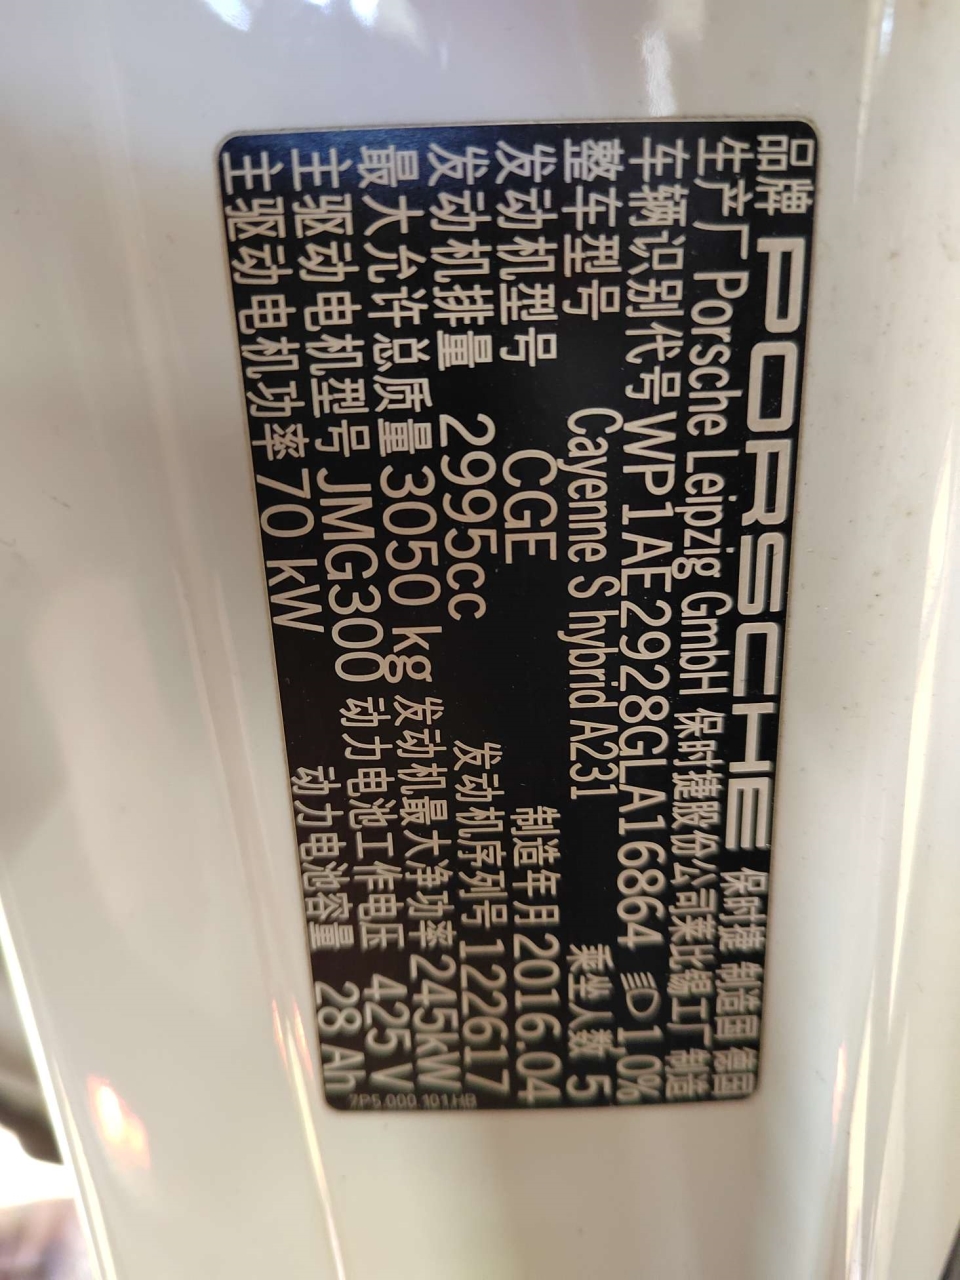 品牌 PORSCHE 保时捷 制造国 德国
生产厂 Porsche Leipzig GmbH 保时捷股份公司莱比锡工厂 制造
车辆识别代号 WP1AE2928GLA16864 1.0%
整车型号 Cayenne S hybrid A231 乘坐人数 5
发动机型号 CGE 制造年月 2016.04
发动机排量 2995cc 发动机序列号 122617
最大允许总质量 3050 kg 发动机最大净功率 245kW
主驱动电机型号 JMG300 动力电池工作电压 425 V
主驱动电机功率 70 kW 动力电池容量 28 Ah
7P5.000.101.HB